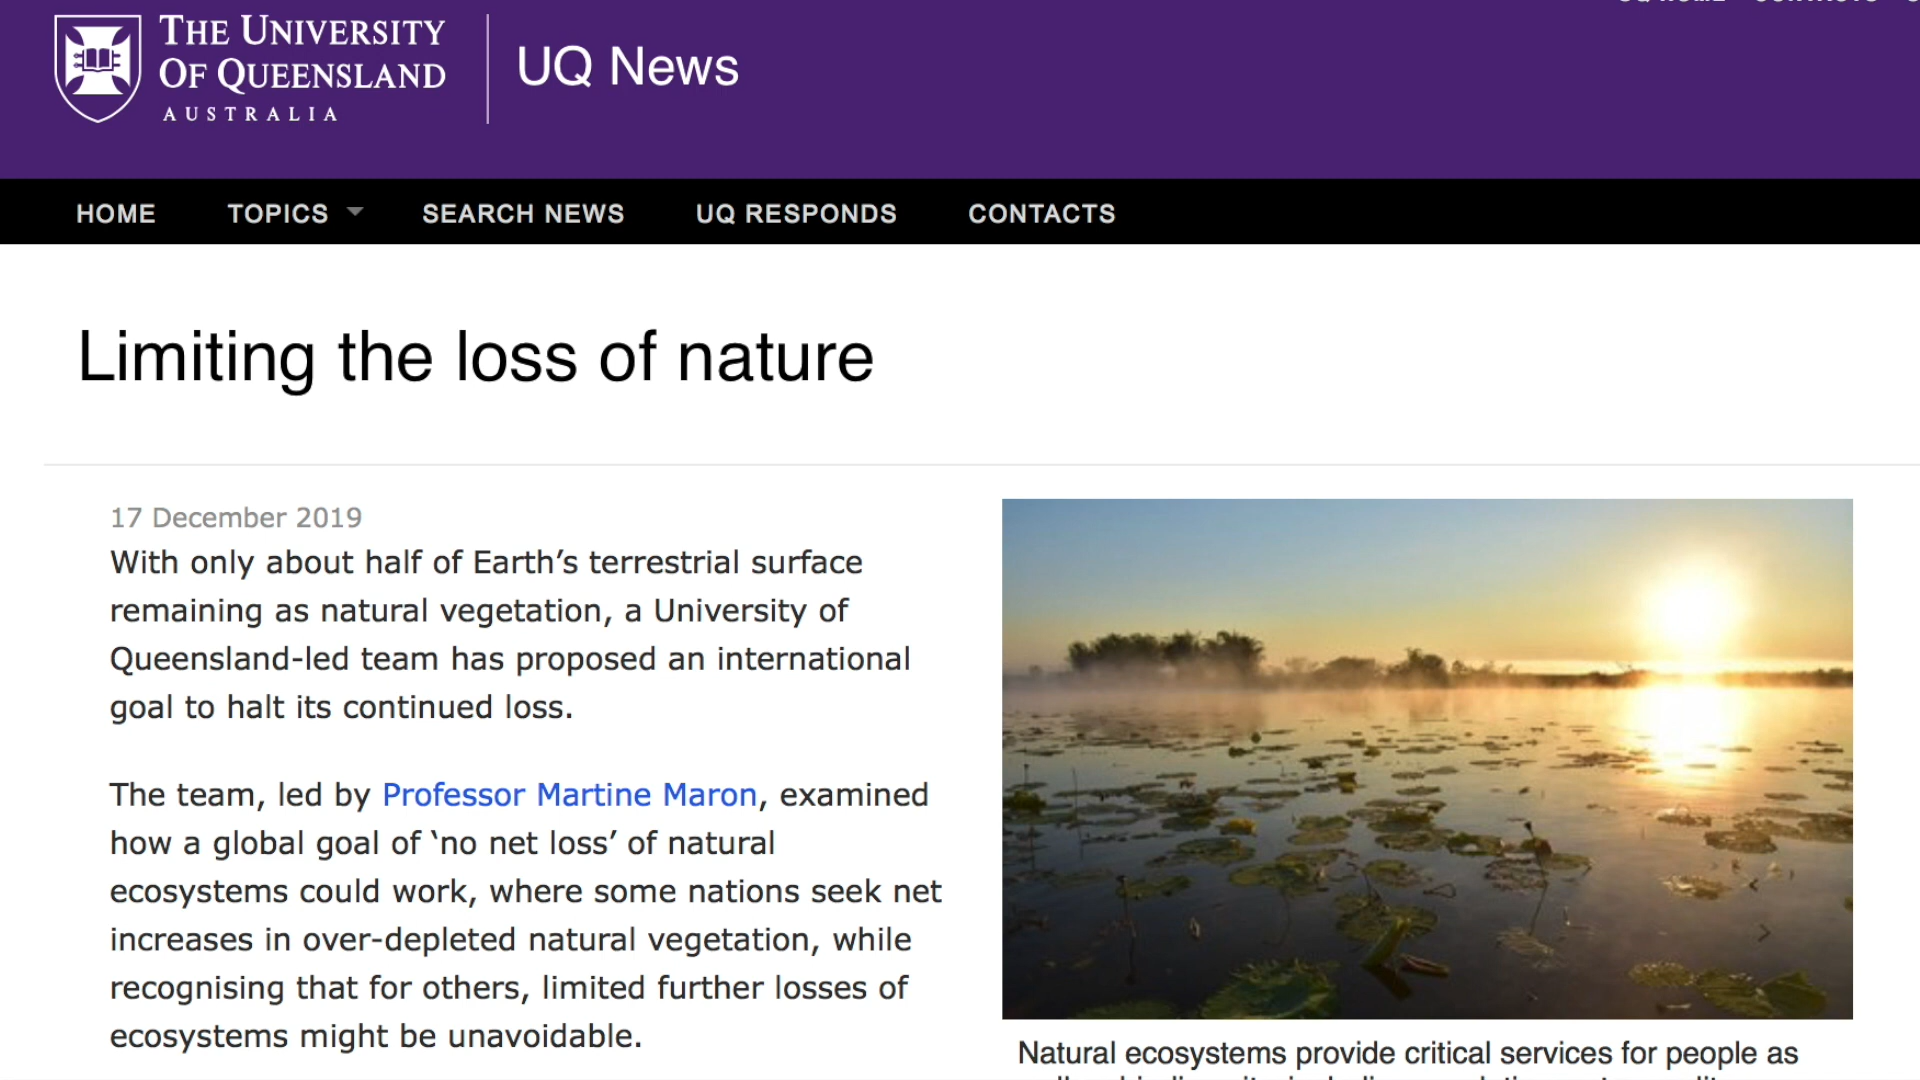 THE UNIVERSITY
OF QUEENSLAND
AUSTRALIA
UQ News
HOME
TOPICS
SEARCH NEWS
UQ RESPONDS
CONTACTS
Limiting the loss of nature
17 December 2019
With only about half of Earth’s terrestrial surface
remaining as natural vegetation, a University of
Queensland-led team has proposed an international
goal to halt its continued loss.
The team, led by Professor Martine Maron, examined
how a global goal of ‘no net loss’ of natural
ecosystems could work, where some nations seek net
increases in over-depleted natural vegetation, while
recognising that for others, limited further losses of
ecosystems might be unavoidable.
Natural ecosystems provide critical services for people as